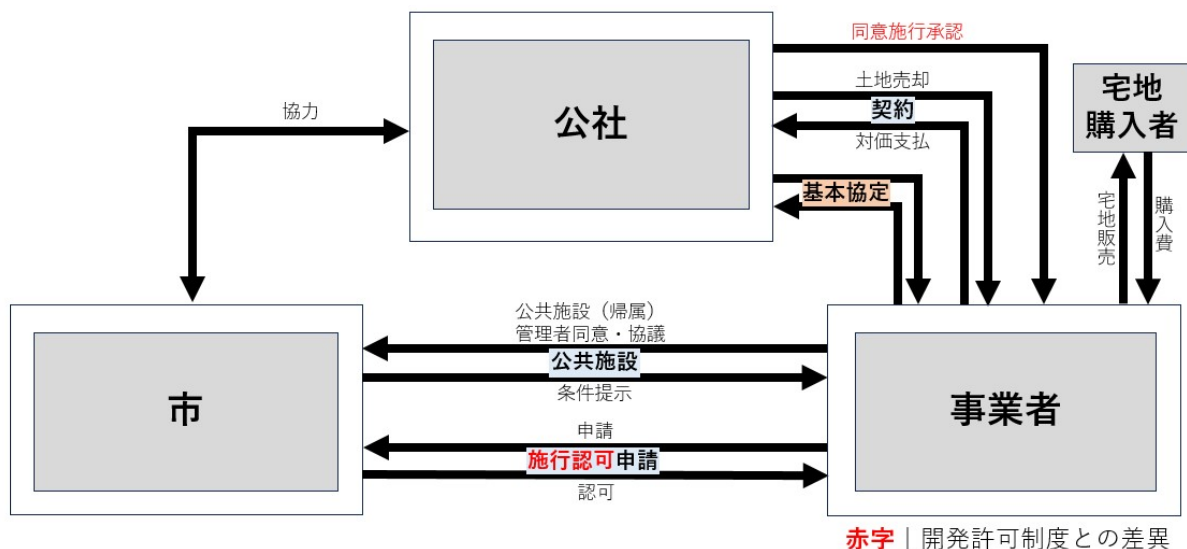 同意施行承認
土地売却
契約
対価支払
公社
宅地
購入者
協力
基本協定
宅地販売
購入費
公共施設（帰属）
管理者同意・協議
公共施設
条件提示
市
事業者
申請
施行認可申請
認可
赤字｜開発許可制度との差異